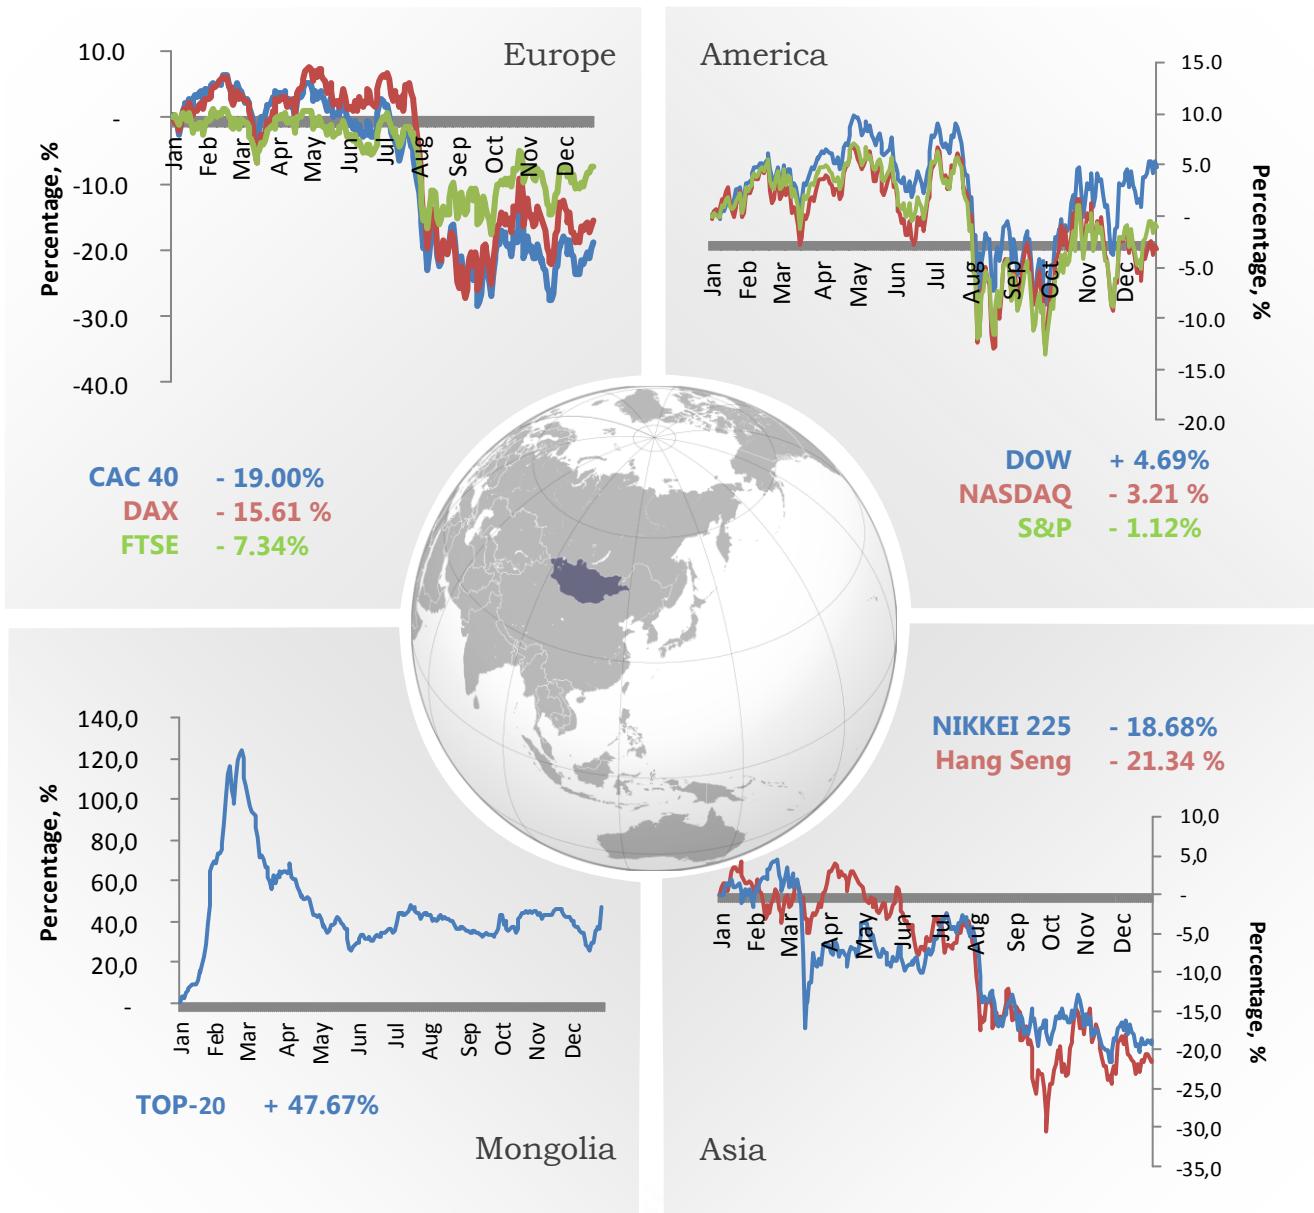 Europe
10.0
-
-10.0
-20.0
-30.0
-40.0
Percentage, %
Jan Feb Mar Apr May Jun Jul Aug Sep Oct Nov Dec
CAC 40 - 19.00%
DAX - 15.61 %
FTSE - 7.34%
America
15.0
10.0
5.0
-
-5.0
-10.0
-15.0
-20.0
Percentage, %
Jan Feb Mar Apr May Jun Jul Aug Sep Oct Nov Dec
DOW + 4.69%
NASDAQ - 3.21 %
S&P - 1.12%
140,0
120,0
100,0
80,0
60,0
40,0
20,0
-
Percentage, %
Jan Feb Mar Apr May Jun Jul Aug Sep Oct Nov Dec
TOP-20 + 47.67%
Mongolia
NIKKEI 225 - 18.68%
Hang Seng - 21.34 %
10,0
5,0
-
-5,0
-10,0
-15,0
-20,0
-25,0
-30,0
-35,0
Percentage, %
Jan Feb Mar Apr May Jun Jul Aug Sep Oct Nov Dec
Asia